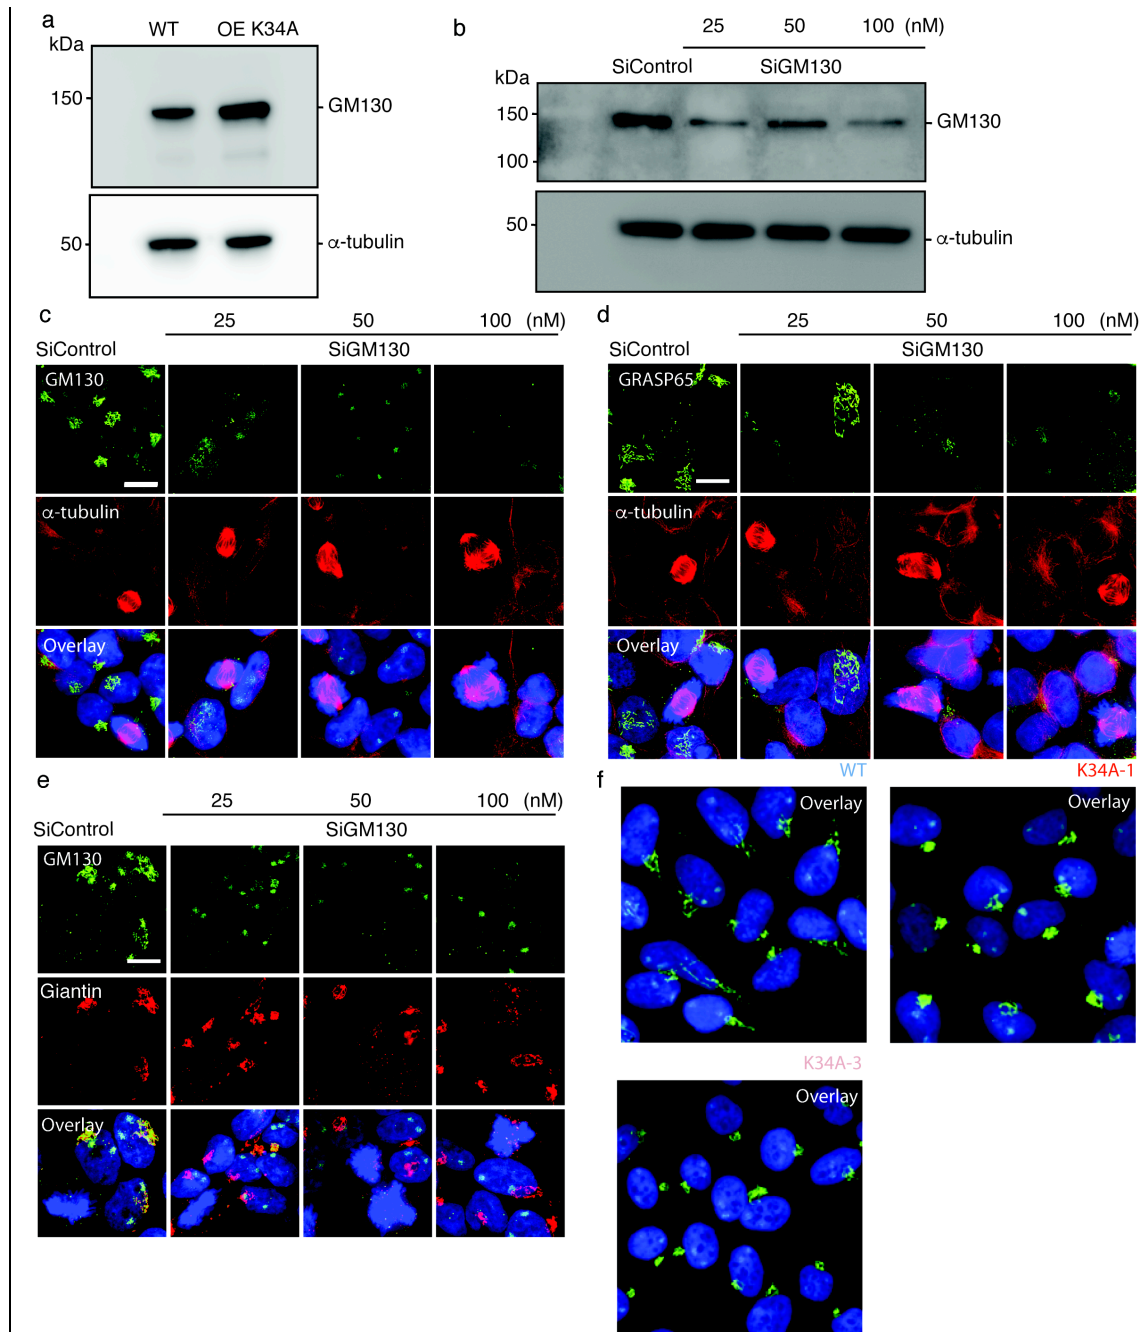 a
WT OE K34A
kDa
150
GM130
50
α-tubulin
b
25 50 100 (nM)
SiControl SiGM130
kDa
150
GM130
100
50
α-tubulin
c
25 50 100 (nM)
SiControl SiGM130
GM130
α-tubulin
Overlay
d
25 50 100 (nM)
SiControl SiGM130
GRASP65
α-tubulin
Overlay
e
25 50 100 (nM)
SiControl SiGM130
GM130
Giantin
Overlay
f
WT K34A-1
Overlay Overlay
K34A-3
Overlay